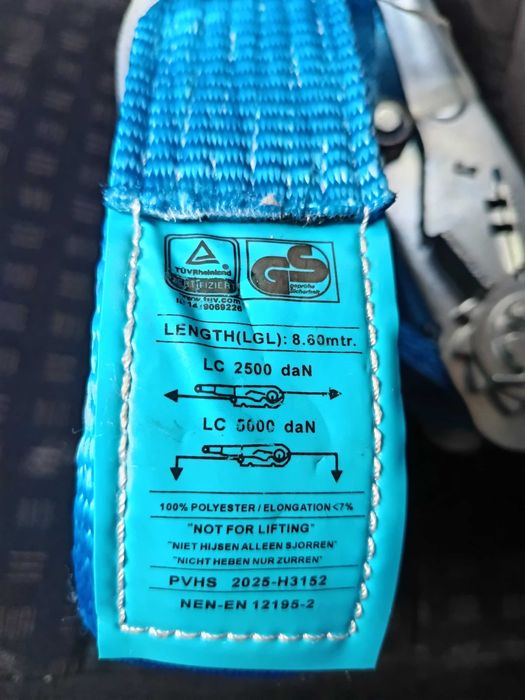 TÜVRheinland
ZERTIFIZIERT
www.tuv.com
GS
geprüfte
Sicherheit
LENGTH(LGL): 8.60mtr.
LC 2500 daN
LC 5000 daN
100% POLYESTER / ELONGATION <7%
"NOT FOR LIFTING"
"NIET HIJSEN ALLEEN SJORREN"
"NICHT HEBEN NUR ZURREN"
PVHS 2025-H3152
NEN-EN 12195-2